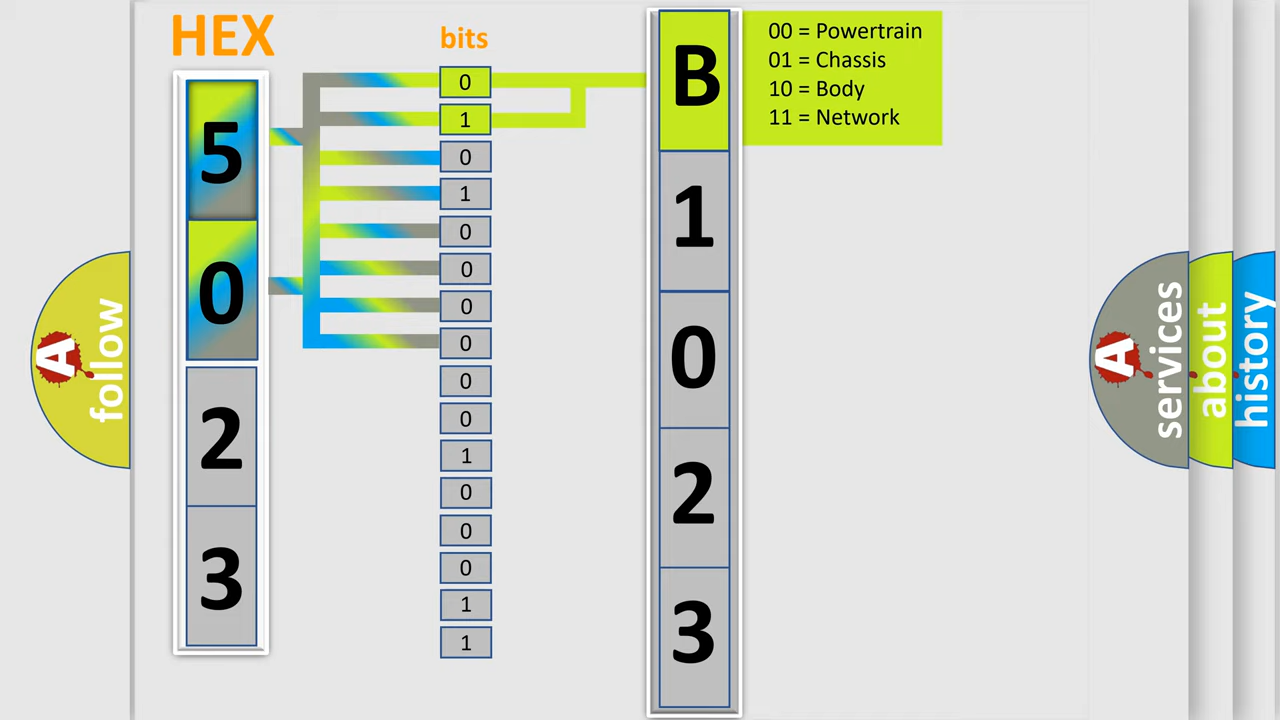 HEX
bits
5
0
2
3
0
1
0
1
0
0
0
0
0
0
1
0
0
0
1
1
B
1
0
2
3
00 = Powertrain
01 = Chassis
10 = Body
11 = Network
A
follow
A
services
about
history